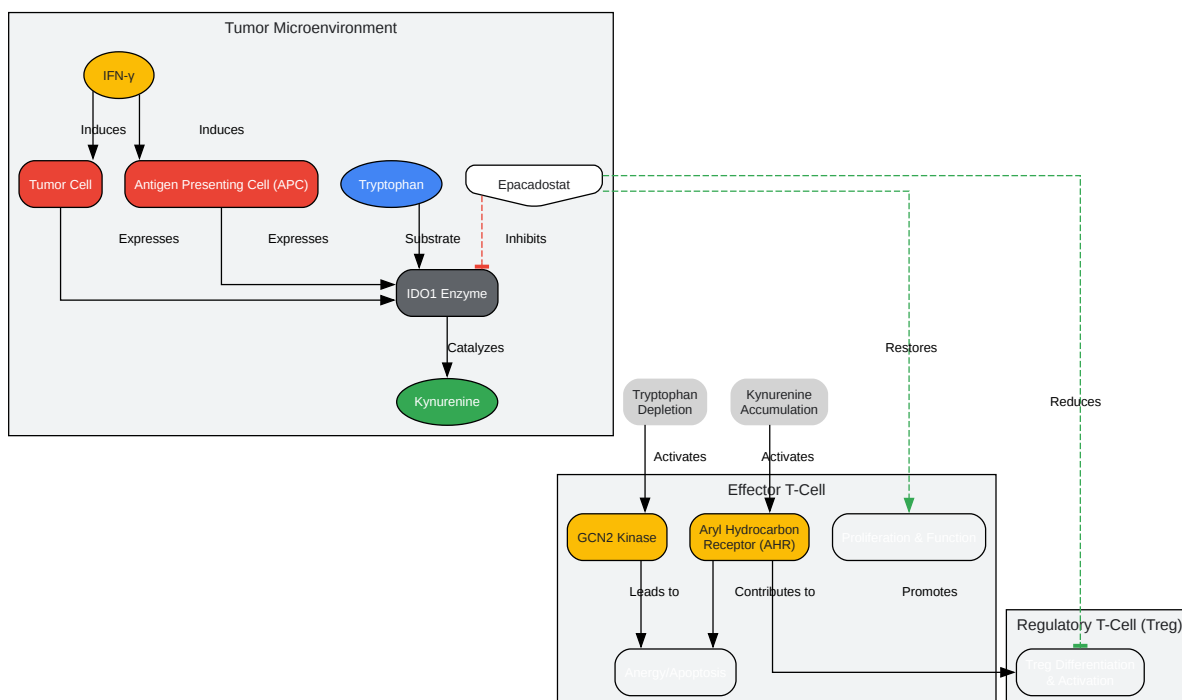 Tumor Microenvironment
IFN-γ
Induces
Induces
Tumor Cell
Antigen Presenting Cell (APC)
Tryptophan
Epacadostat
Expresses
Expresses
Substrate
Inhibits
IDO1 Enzyme
Catalyzes
Kynurenine
Restores
Reduces
Tryptophan
Depletion
Kynurenine
Accumulation
Activates
Activates
Effector T-Cell
GCN2 Kinase
Aryl Hydrocarbon
Receptor (AHR)
Proliferation & Function
Leads to
Contributes to
Promotes
Anergy/Apoptosis
Regulatory T-Cell (Treg)
Treg Differentiation
& Activation